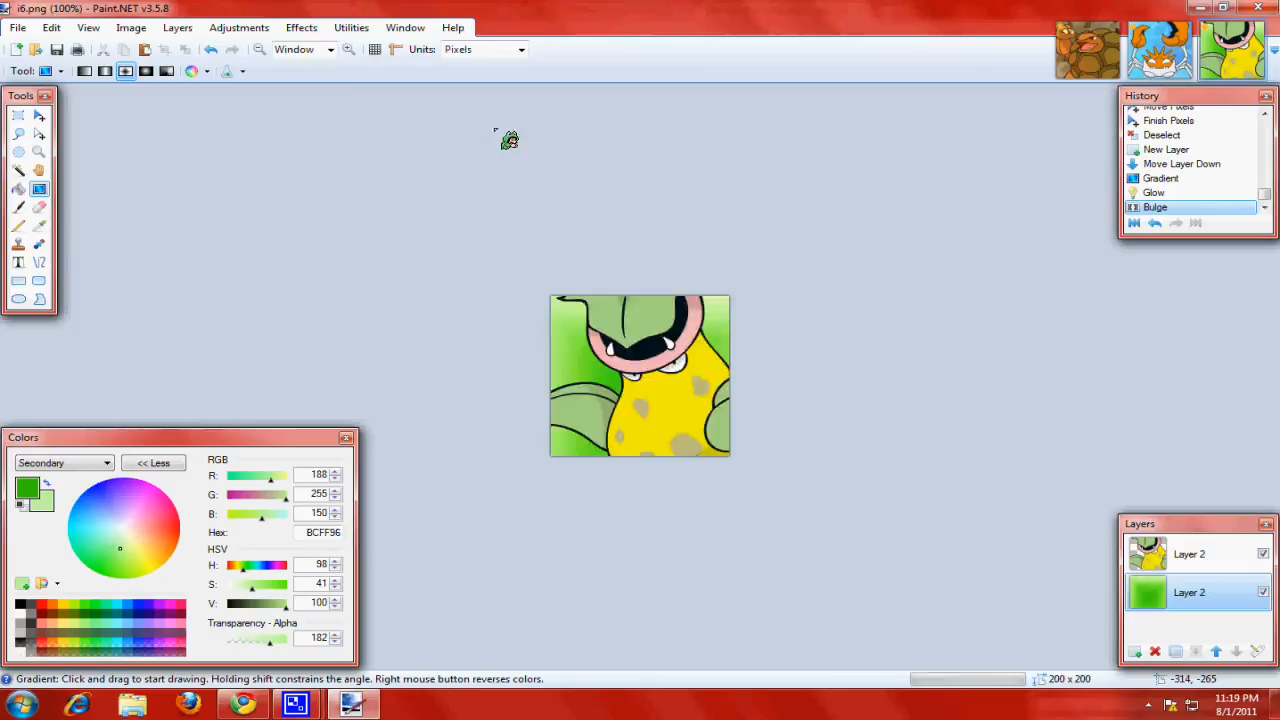 i6.png (100%) - Paint.NET v3.5.8
File Edit View Image Layers Adjustments Effects Utilities Window Help
Window Units: Pixels
Tool:
Tools
History
Move Pixels
Finish Pixels
Deselect
New Layer
Move Layer Down
Gradient
Glow
Bulge
Colors
Secondary << Less
RGB
R: 188
G: 255
B: 150
Hex: BCFF96
HSV
H: 98
S: 41
V: 100
Transparency - Alpha
182
Layers
Layer 2
Layer 2
Gradient: Click and drag to start drawing. Holding shift constrains the angle. Right mouse button reverses colors. 200 x 200 -314, -265
11:19 PM
8/1/2011